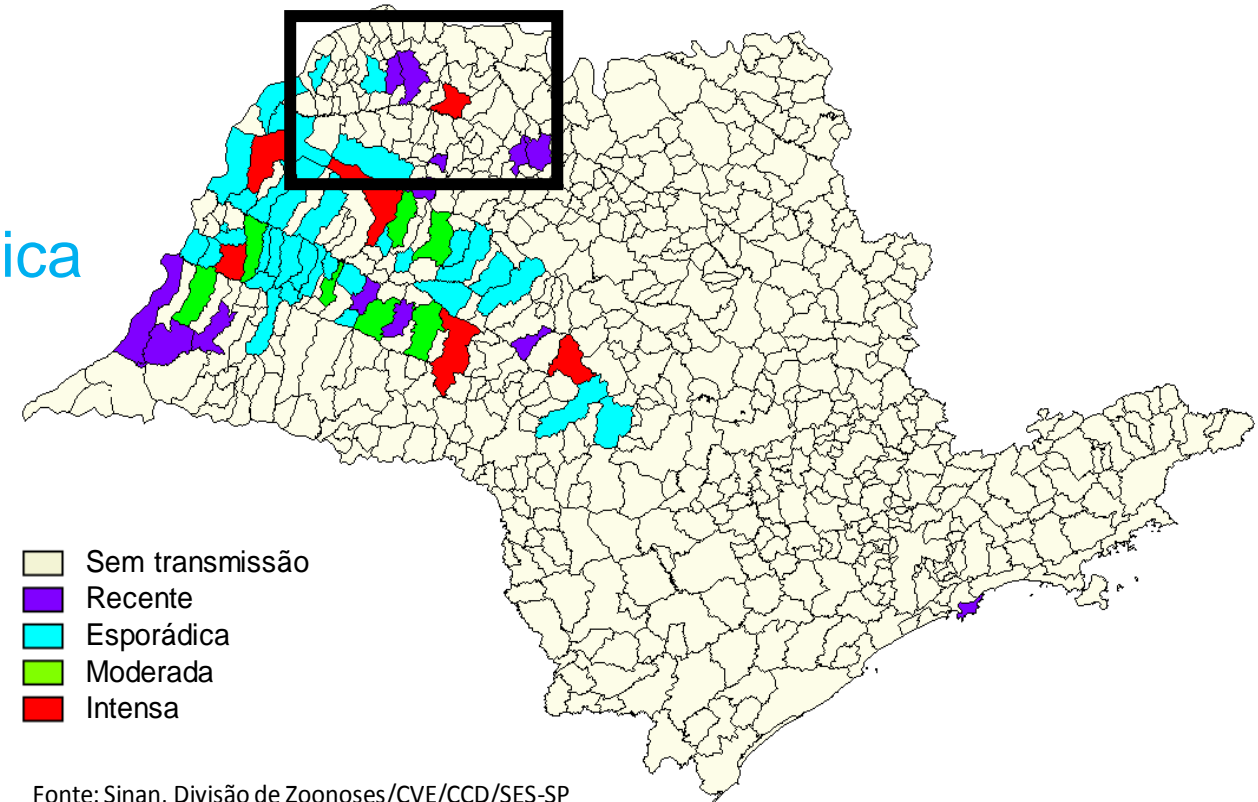 ica
Sem transmissão
Recente
Esporádica
Moderada
Intensa
Fonte: Sinan. Divisão de Zoonoses/CVE/CCD/SES-SP